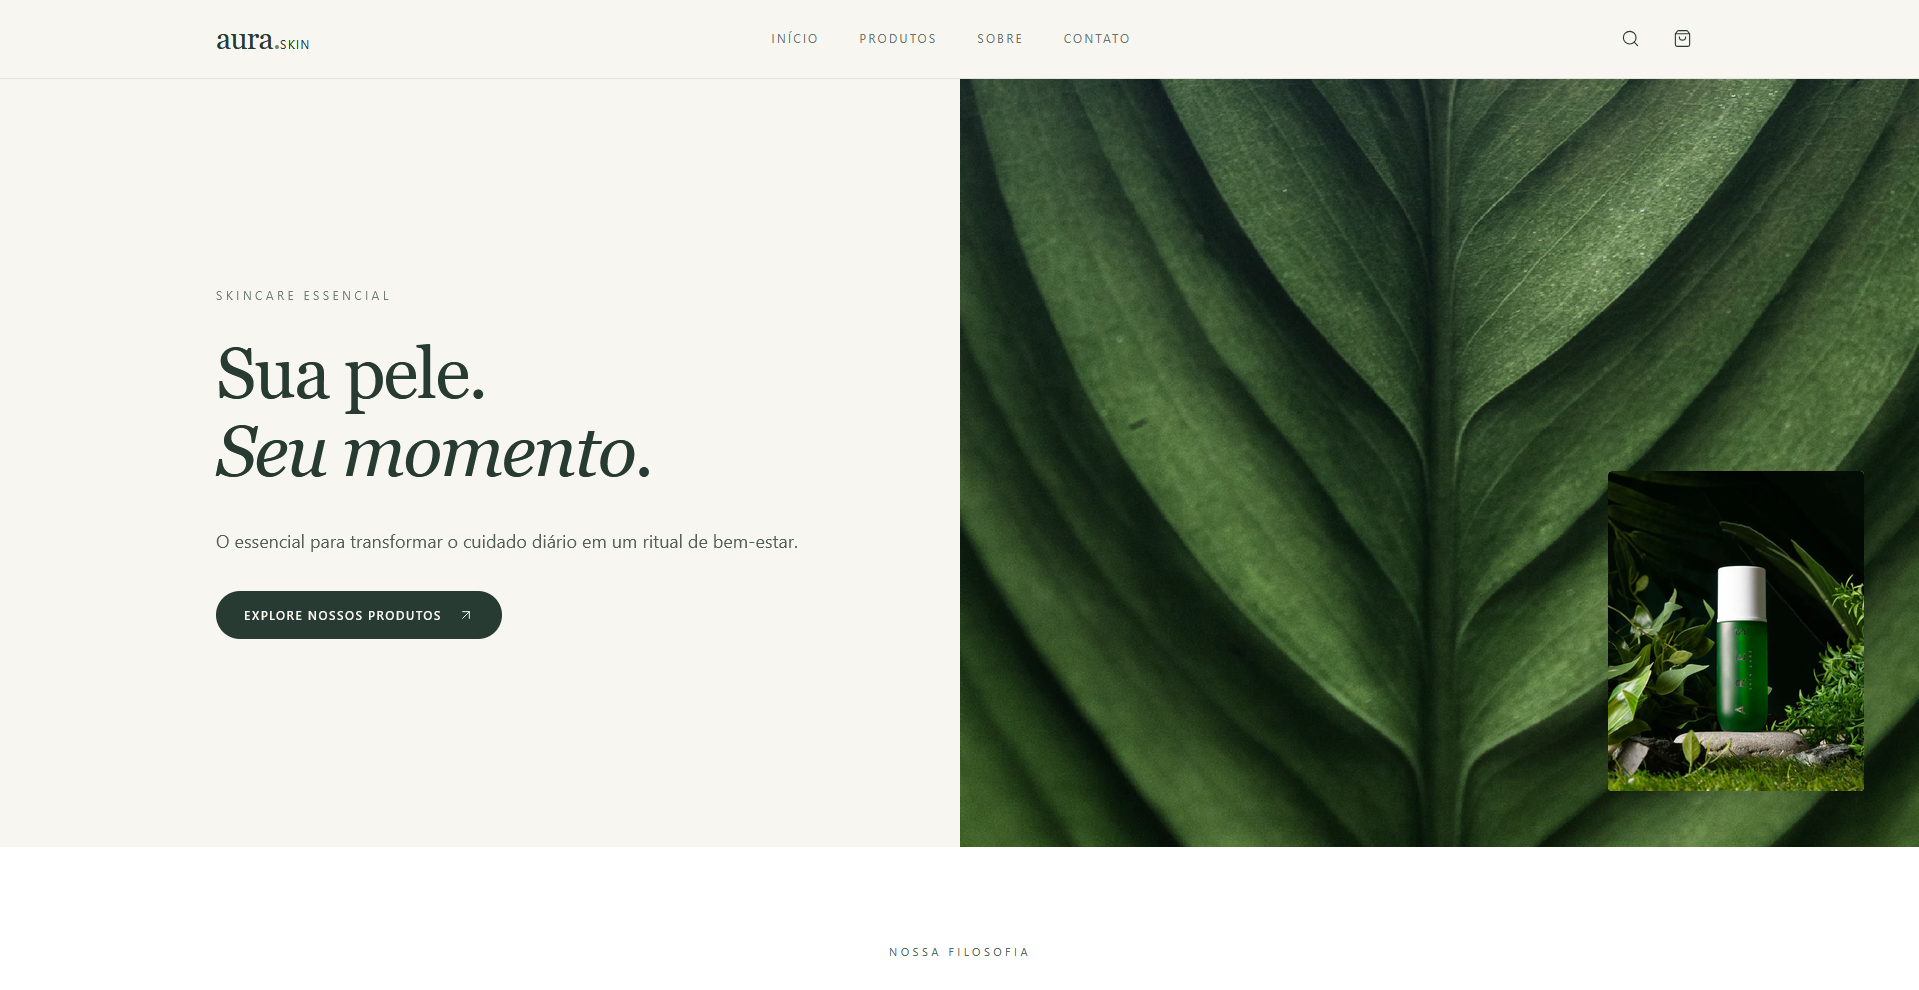 aura.SKIN
INÍCIO PRODUTOS SOBRE CONTATO
SKINCARE ESSENCIAL
Sua pele.
Seu momento.
O essencial para transformar o cuidado diário em um ritual de bem-estar.
EXPLORE NOSSOS PRODUTOS
NOSSA FILOSOFIA